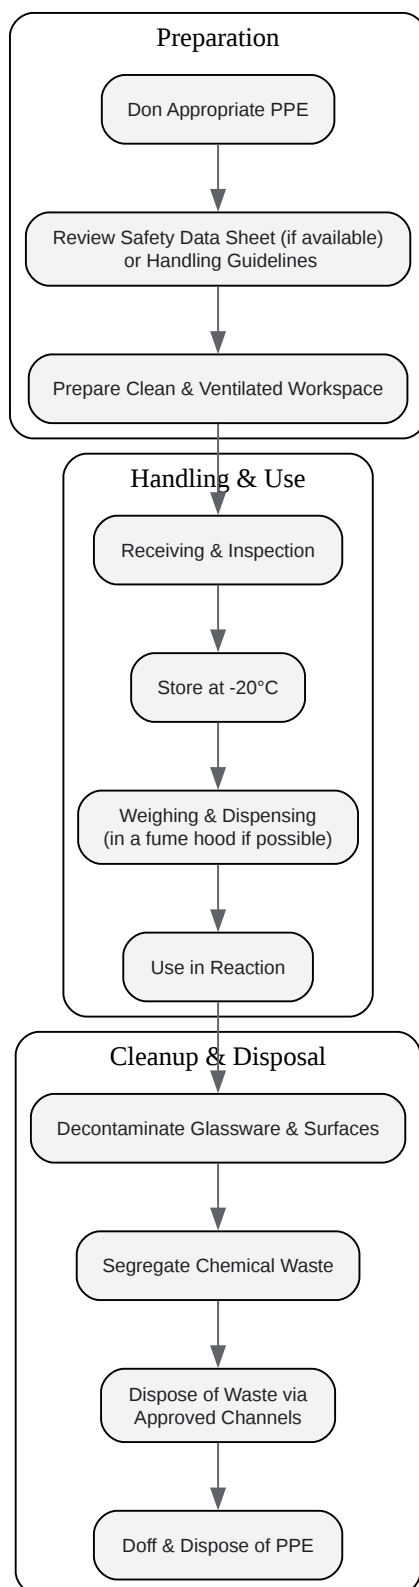 Preparation
Don Appropriate PPE
Review Safety Data Sheet (if available)
or Handling Guidelines
Prepare Clean & Ventilated Workspace
Handling & Use
Receiving & Inspection
Store at -20°C
Weighing & Dispensing
(in a fume hood if possible)
Use in Reaction
Cleanup & Disposal
Decontaminate Glassware & Surfaces
Segregate Chemical Waste
Dispose of Waste via
Approved Channels
Doff & Dispose of PPE